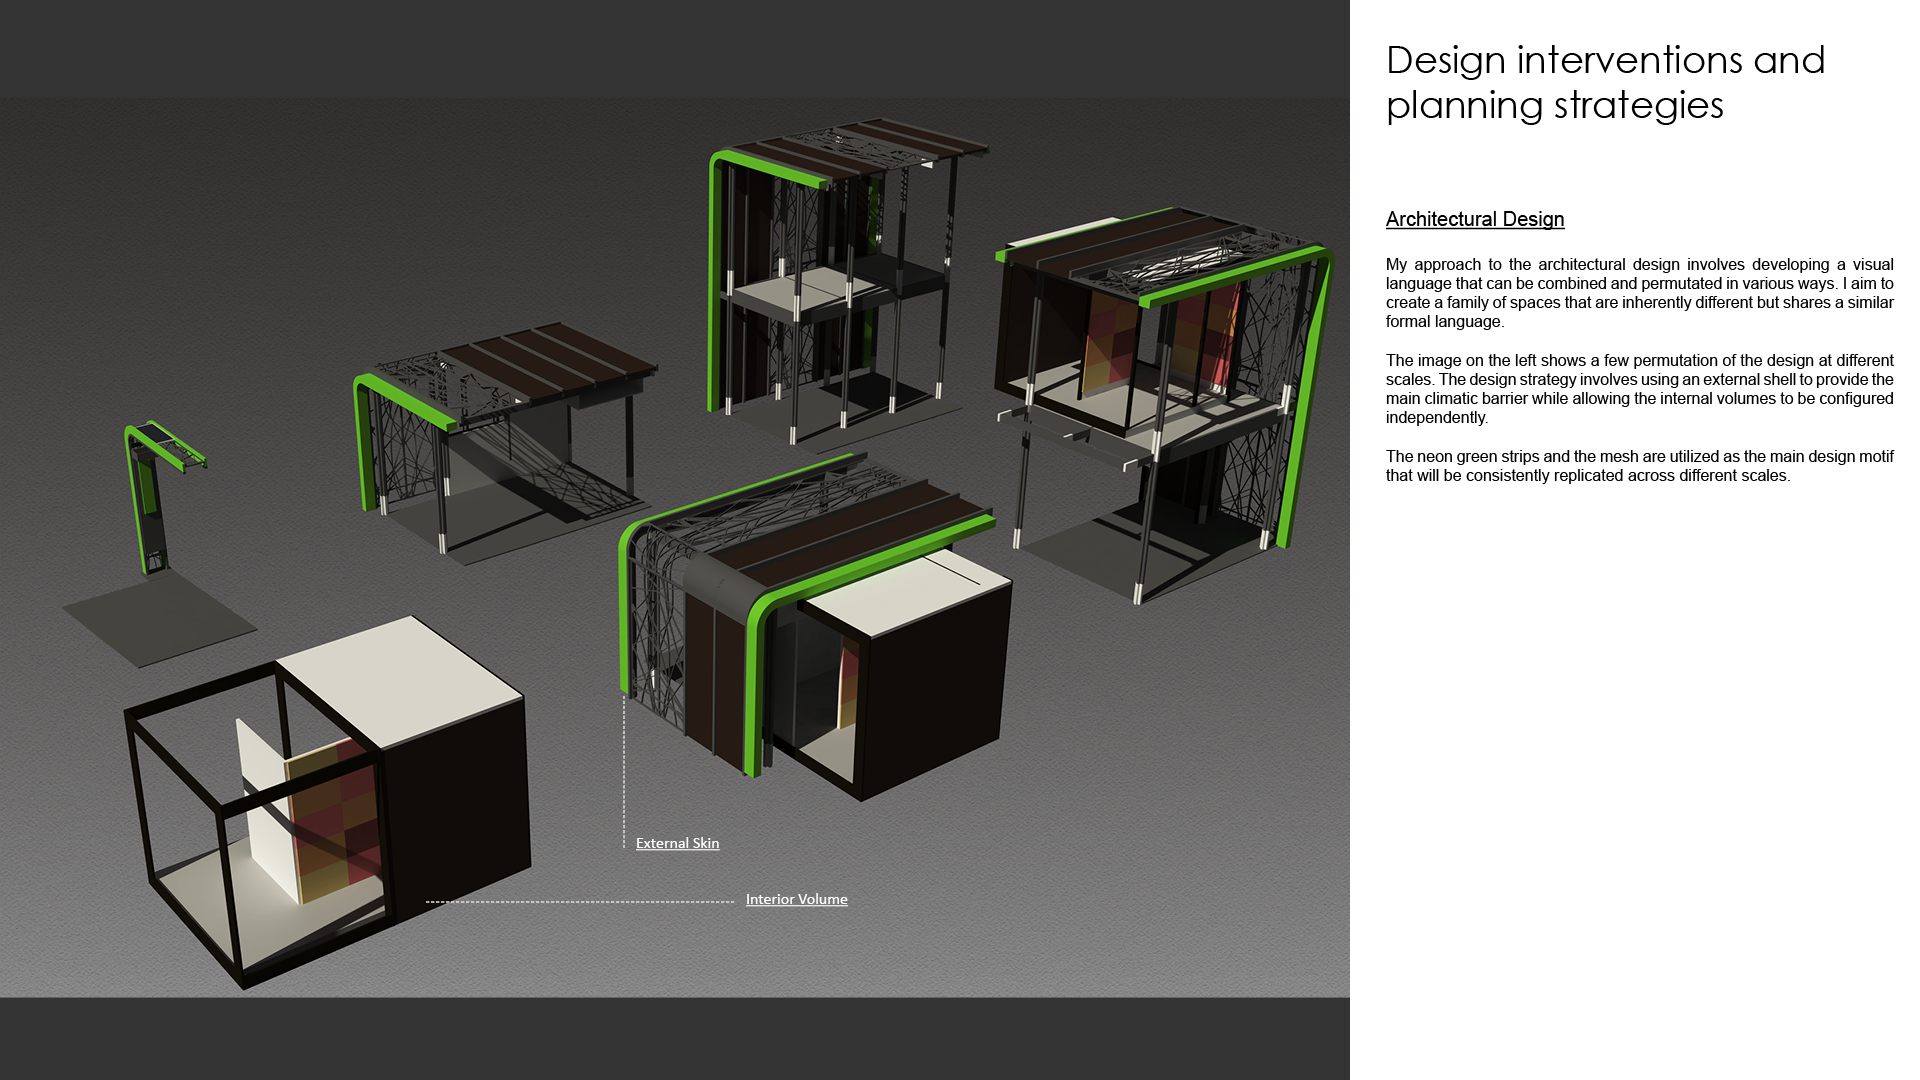 Design interventions and
planning strategies
Architectural Design
My approach to the architectural design involves developing a visual
language that can be combined and permutated in various ways. I aim to
create a family of spaces that are inherently different but shares a similar
formal language.
The image on the left shows a few permutation of the design at different
scales. The design strategy involves using an external shell to provide the
main climatic barrier while allowing the internal volumes to be configured
independently.
The neon green strips and the mesh are utilized as the main design motif
that will be consistently replicated across different scales.
External Skin
Interior Volume